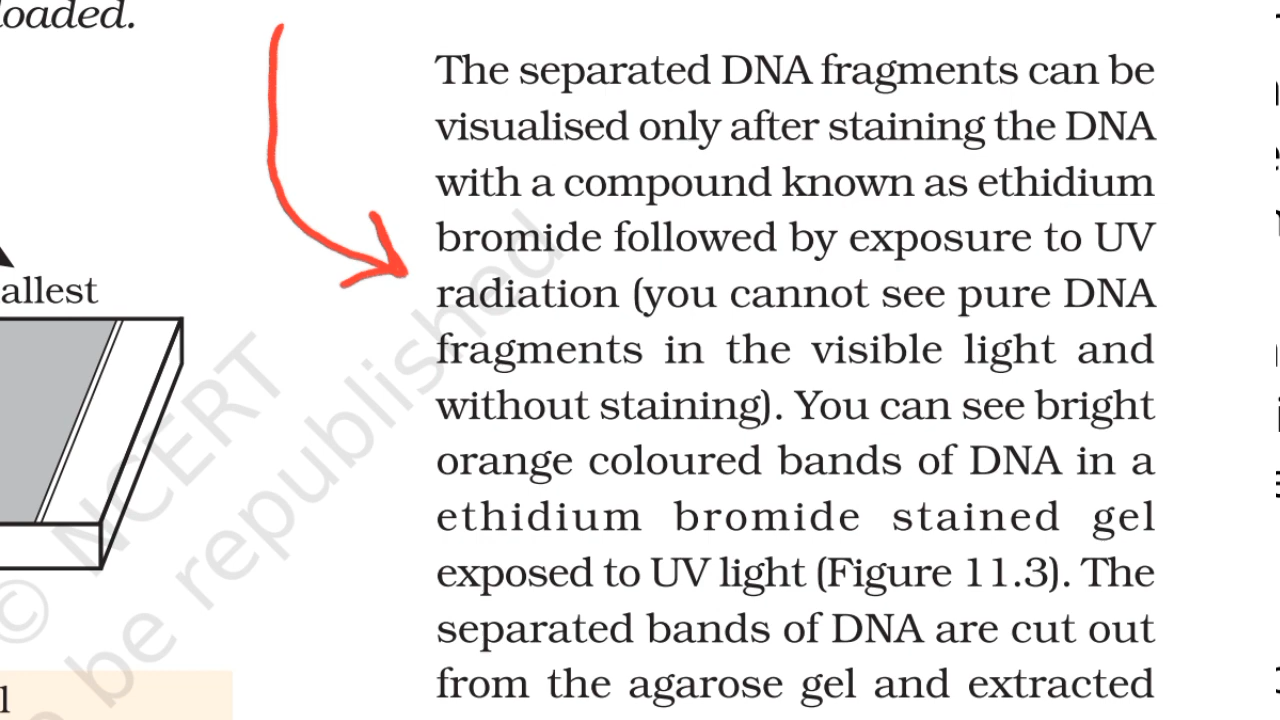 loaded.
The separated DNA fragments can be
visualised only after staining the DNA
with a compound known as ethidium
bromide followed by exposure to UV
radiation (you cannot see pure DNA
fragments in the visible light and
without staining). You can see bright
orange coloured bands of DNA in a
ethidium bromide stained gel
exposed to UV light (Figure 11.3). The
separated bands of DNA are cut out
from the agarose gel and extracted
allest
© NCERT
be republished